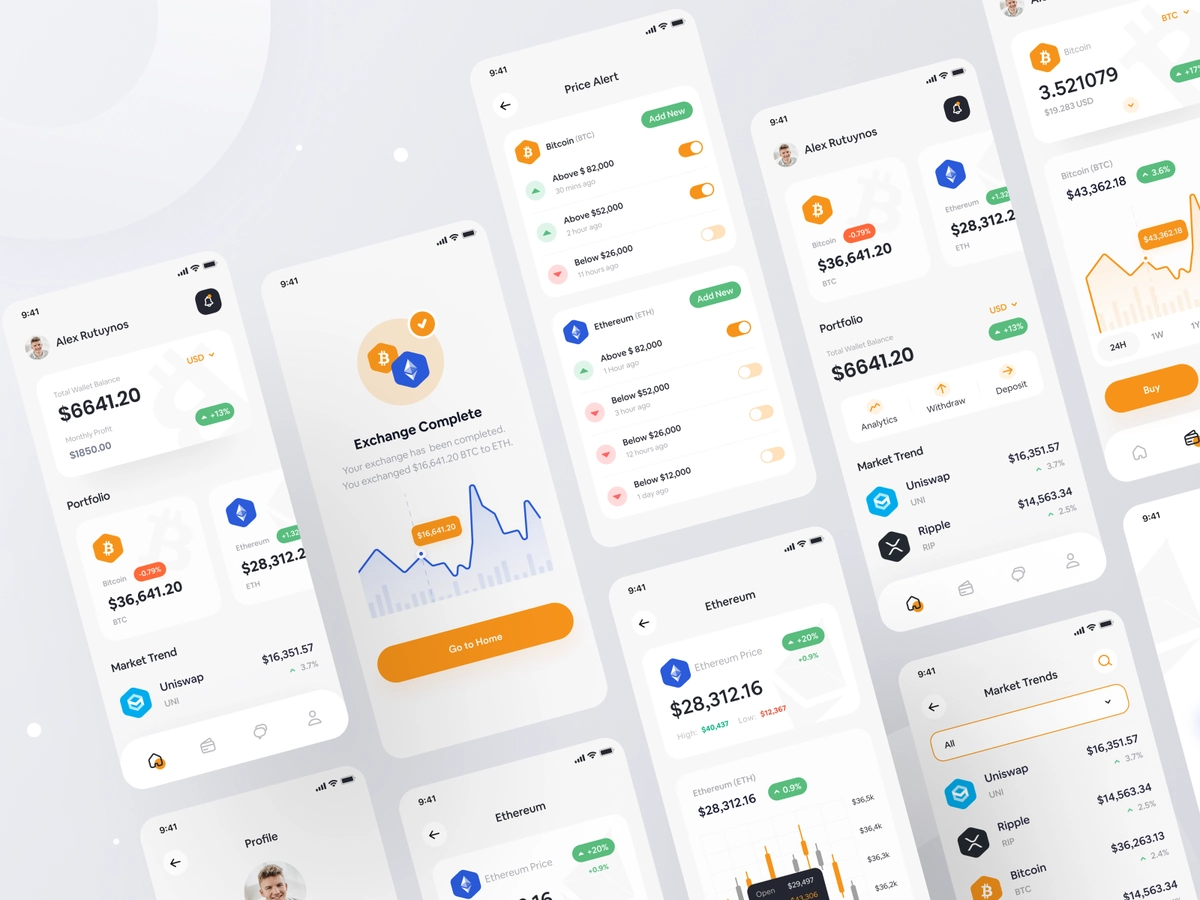 9:41
Alex Rutuynos
Total Wallet Balance
USD
$6641.20
Monthly Profit
+13%
$1850.00
Portfolio
Bitcoin
-0.79%
$36,641.20
BTC
Ethereum
+1.32
$28,312.2
ETH
Market Trend
Uniswap
UNI
$16,351.57
3.7%
9:41
Exchange Complete
Your exchange has been completed.
You exchanged $16,641.20 BTC to ETH.
$16,641.20
Go to Home
9:41
Price Alert
Bitcoin (BTC)
Add New
Above $ 82,000
30 mins ago
Above $52,000
2 hour ago
Below $26,000
11 hours ago
Ethereum (ETH)
Add New
Above $ 82,000
1 Hour ago
Below $52,000
3 hour ago
Below $26,000
12 hours ago
Below $12,000
1 day ago
9:41
Alex Rutuynos
Bitcoin
-0.79%
$36,641.20
BTC
Ethereum
+1.32
$28,312.2
ETH
Portfolio
USD
Total Wallet Balance
+13%
$6641.20
Analytics
Withdraw
Deposit
Market Trend
Uniswap
UNI
$16,351.57
3.7%
Ripple
RIP
$14,563.34
2.5%
BTC
Bitcoin
3.521079
$19.283 USD
Bitcoin (BTC)
$43,362.18
3.6%
$43,362.18
24H
1W
Buy
9:41
Profile
9:41
Ethereum
Ethereum Price
+20%
+0.9%
9:41
Ethereum
Ethereum Price
+20%
+0.9%
$28,312.16
High: $40,437
Low: $12,367
Ethereum (ETH)
$28,312.16
0.9%
$36,5k
$36,4k
$36,3k
$36,2k
Open
$29,497
9:41
Market Trends
All
Uniswap
UNI
$16,351.57
3.7%
Ripple
RIP
$14,563.34
2.5%
Bitcoin
BTC
$36,263.13
2.4%
$14,563.34
9:41